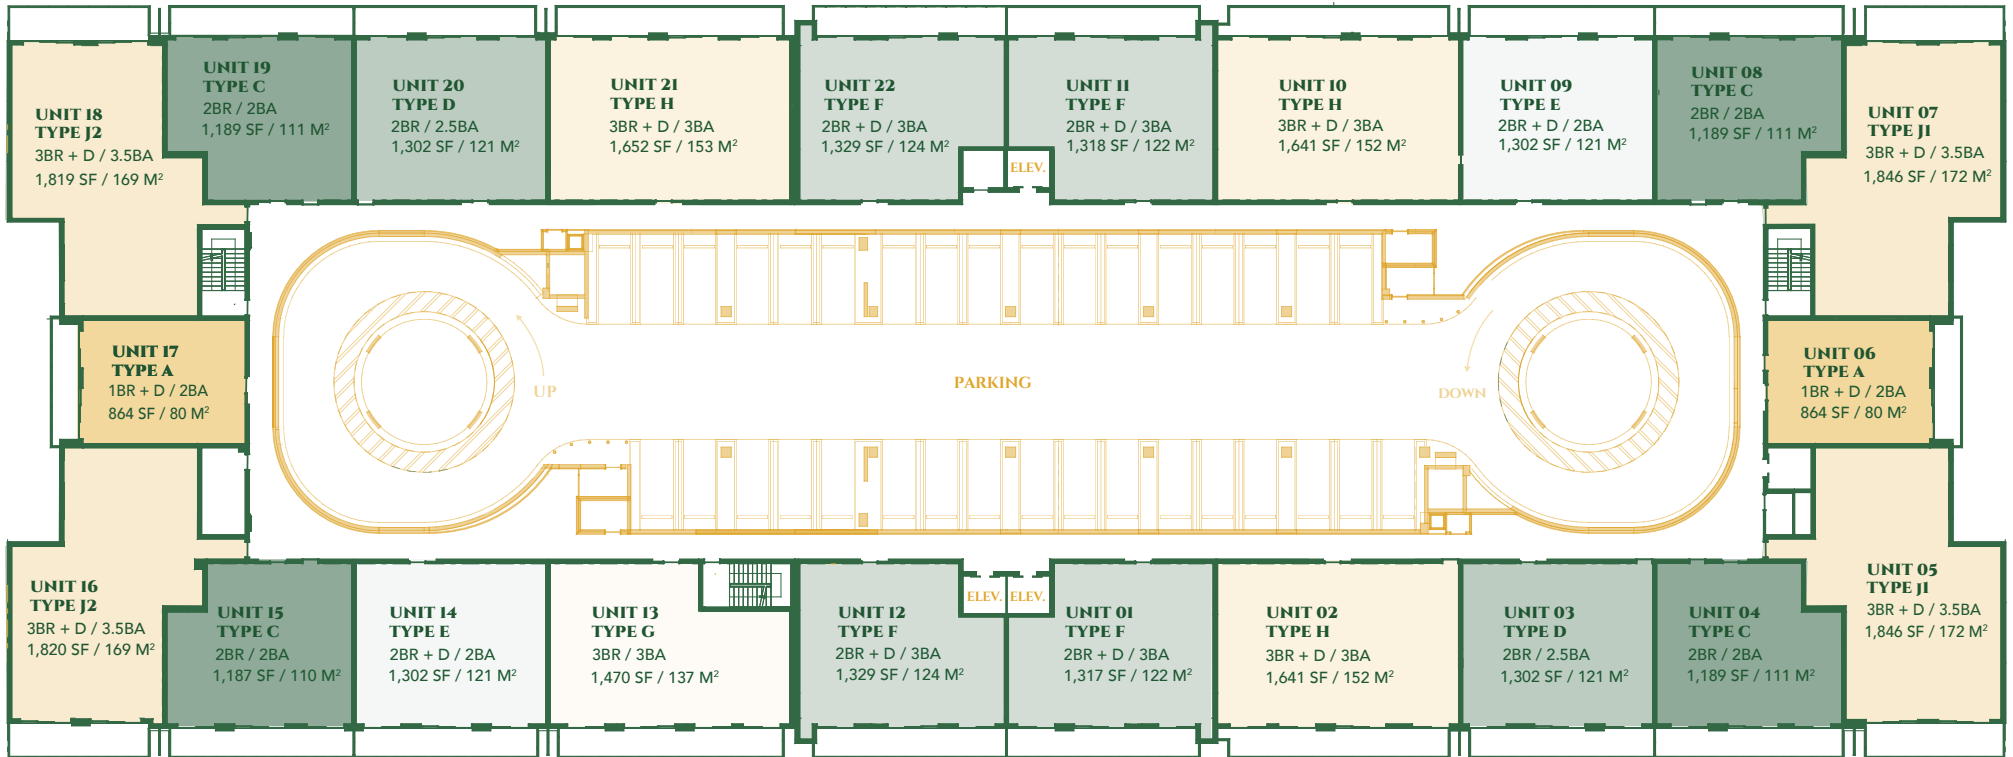 UNIT 18
TYPE J2
3BR + D / 3.5BA
1,819 SF / 169 M²
UNIT 19
TYPE C
2BR / 2BA
1,189 SF / 111 M²
UNIT 20
TYPE D
2BR / 2.5BA
1,302 SF / 121 M²
UNIT 21
TYPE H
3BR + D / 3BA
1,652 SF / 153 M²
UNIT 22
TYPE F
2BR + D / 3BA
1,329 SF / 124 M²
UNIT 11
TYPE F
2BR + D / 3BA
1,318 SF / 122 M²
ELEV.
UNIT 10
TYPE H
3BR + D / 3BA
1,641 SF / 152 M²
UNIT 09
TYPE E
2BR + D / 2BA
1,302 SF / 121 M²
UNIT 08
TYPE C
2BR / 2BA
1,189 SF / 111 M²
UNIT 07
TYPE J1
3BR + D / 3.5BA
1,846 SF / 172 M²
UNIT 17
TYPE A
1BR + D / 2BA
864 SF / 80 M²
UP
PARKING
DOWN
UNIT 06
TYPE A
1BR + D / 2BA
864 SF / 80 M²
UNIT 16
TYPE J2
3BR + D / 3.5BA
1,820 SF / 169 M²
UNIT 15
TYPE C
2BR / 2BA
1,187 SF / 110 M²
UNIT 14
TYPE E
2BR + D / 2BA
1,302 SF / 121 M²
UNIT 13
TYPE G
3BR / 3BA
1,470 SF / 137 M²
UNIT 12
TYPE F
2BR + D / 3BA
1,329 SF / 124 M²
ELEV.
ELEV.
UNIT 01
TYPE F
2BR + D / 3BA
1,317 SF / 122 M²
UNIT 02
TYPE H
3BR + D / 3BA
1,641 SF / 152 M²
UNIT 03
TYPE D
2BR / 2.5BA
1,302 SF / 121 M²
UNIT 04
TYPE C
2BR / 2BA
1,189 SF / 111 M²
UNIT 05
TYPE J1
3BR + D / 3.5BA
1,846 SF / 172 M²